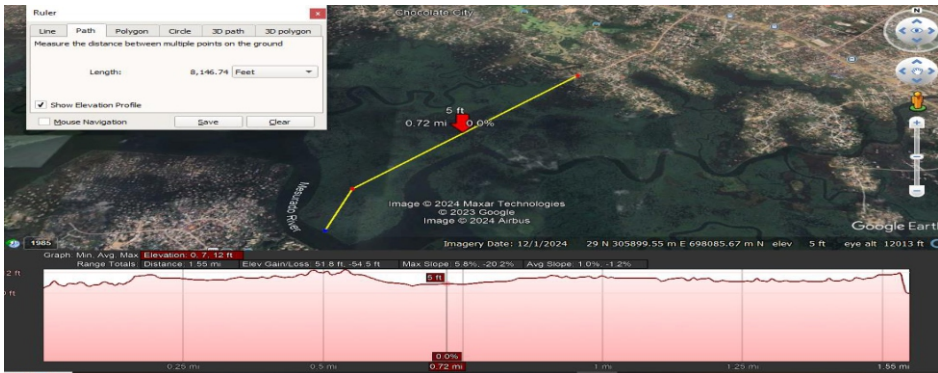 Ruler
Line Path Polygon Circle 3D path 3D polygon
Measure the distance between multiple points on the ground
Length: 8,146.74 Feet
Show Elevation Profile
Mouse Navigation Save Clear
Chocolate City
N
5 ft
0.72 mi 0.0%
Mesurado River
Image © 2024 Maxar Technologies
© 2023 Google
Image © 2024 Airbus
Google Earth
1985
Imagery Date: 12/1/2024 29 N 305899.55 m E 698085.67 m N elev 5 ft eye alt 12013 ft
Graph: Min, Avg, Max Elevation: 0, 7, 12 ft
Range Totals: Distance: 1.55 mi Elev Gain/Loss: 51.8 ft, -54.5 ft Max Slope: 5.8%, -20.2% Avg Slope: 1.0%, -1.2%
2 ft
5 ft
ft
0.0%
0.25 mi 0.5 mi 0.72 mi 1 mi 1.25 mi 1.55 mi